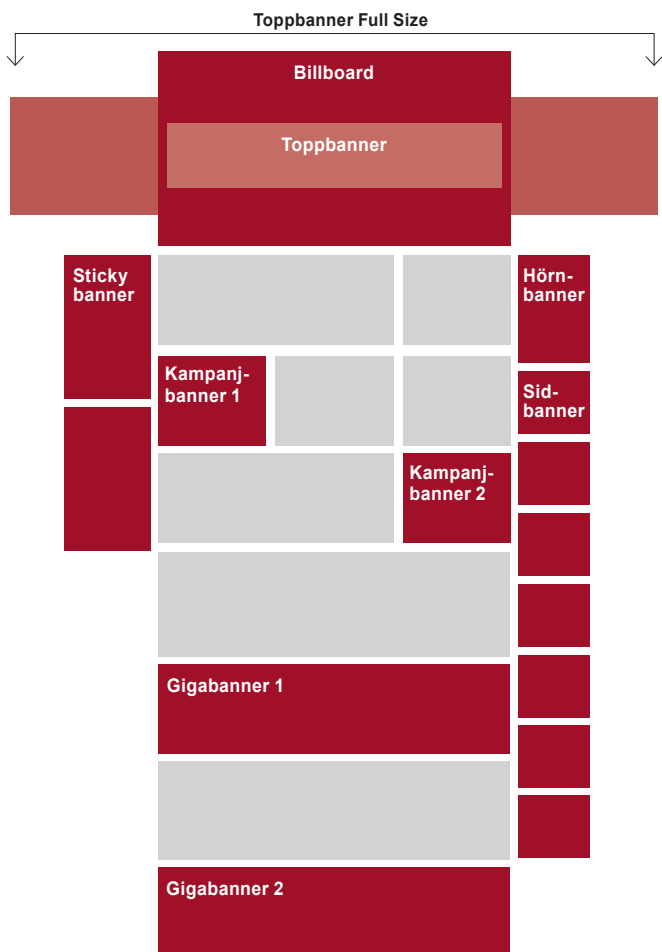 Toppbanner Full Size
Billboard
Toppbanner
Sticky
banner
Hörn-
banner
Kampanj-
banner 1
Sid-
banner
Kampanj-
banner 2
Gigabanner 1
Gigabanner 2